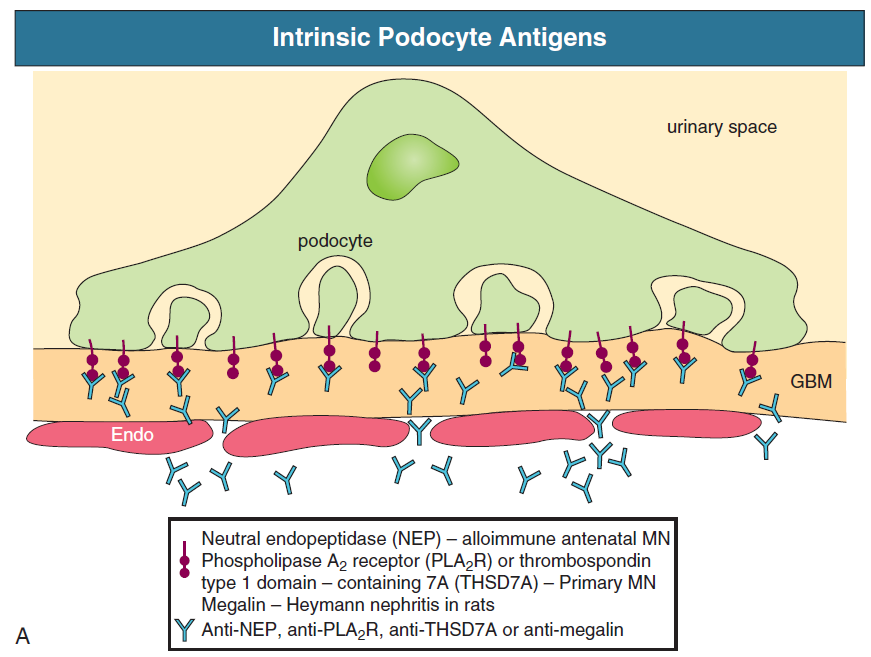 Intrinsic Podocyte Antigens
urinary space
podocyte
GBM
Endo
Neutral endopeptidase (NEP) – alloimmune antenatal MN
Phospholipase A₂ receptor (PLA₂R) or thrombospondin
type 1 domain – containing 7A (THSD7A) – Primary MN
Megalin – Heymann nephritis in rats
Anti-NEP, anti-PLA₂R, anti-THSD7A or anti-megalin
A